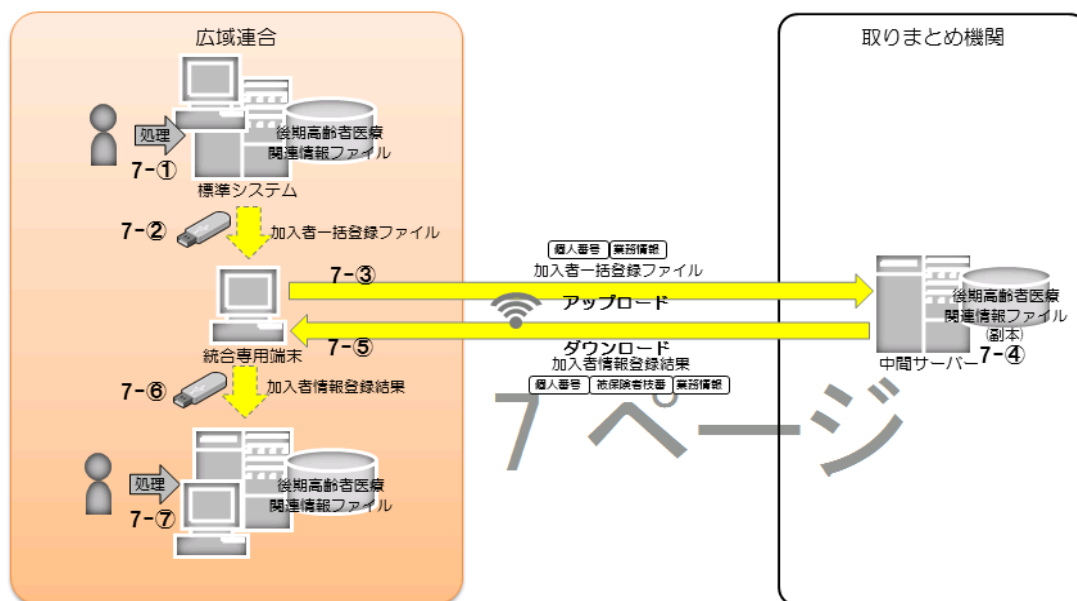 広域連合
取りまとめ機関
処理
7-①
後期高齢者医療
関連情報ファイル
標準システム
7-②
加入者一括登録ファイル
7-③
個人番号 業務情報
加入者一括登録ファイル
アップロード
後期高齢者医療
関連情報ファイル
(副本)
7-④
中間サーバー
統合専用端末
7-⑤
ダウンロード
加入者情報登録結果
個人番号 被保険者枝番 業務情報
7-⑥
加入者情報登録結果
7 ページ
処理
7-⑦
後期高齢者医療
関連情報ファイル